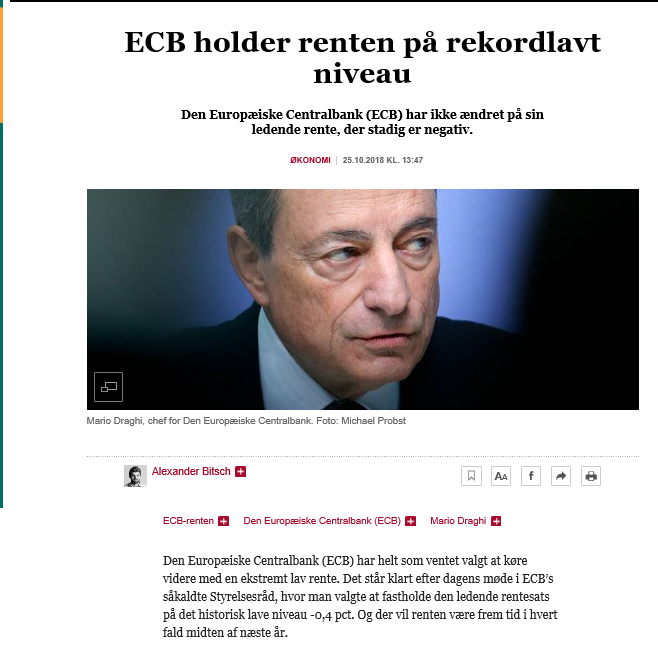 ECB holder renten på rekordlavt
niveau
Den Europæiske Centralbank (ECB) har ikke ændret på sin
ledende rente, der stadig er negativ.
ØKONOMI | 25.10.2018 KL. 13:47
Mario Draghi, chef for Den Europæiske Centralbank. Foto: Michael Probst
Alexander Bitsch +
AA f
ECB-renten + Den Europæiske Centralbank (ECB) + Mario Draghi +
Den Europæiske Centralbank (ECB) har helt som ventet valgt at køre
videre med en ekstremt lav rente. Det står klart efter dagens møde i ECB's
såkaldte Styrelsesråd, hvor man valgte at fastholde den ledende rentesats
på det historisk lave niveau -0,4 pct. Og der vil renten være frem tid i hvert
fald midten af næste år.